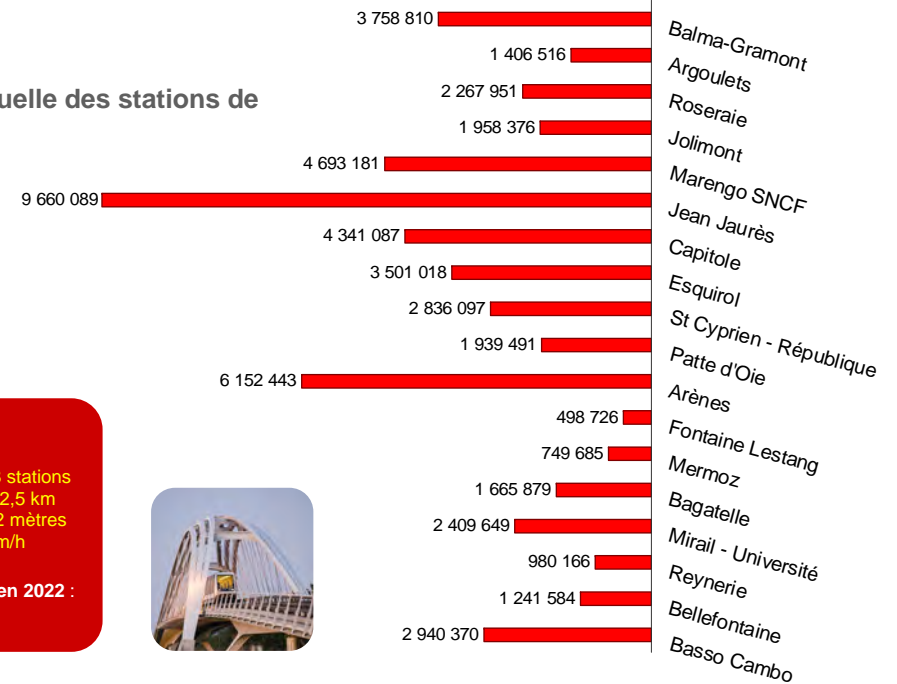 3 758 810
Balma-Gramont
1 406 516
Argoulets
uelle des stations de
2 267 951
Roseraie
1 958 376
Jolimont
4 693 181
Marengo SNCF
9 660 089
Jean Jaurès
4 341 087
Capitole
3 501 018
Esquirol
2 836 097
St Cyprien - République
1 939 491
Patte d'Oie
6 152 443
Arènes
498 726
Fontaine Lestang
749 685
Mermoz
1 665 879
Bagatelle
2 409 649
Mirail - Université
980 166
Reynerie
1 241 584
Bellefontaine
2 940 370
Basso Cambo
stations
2,5 km
2 mètres
m/h
en 2022 :